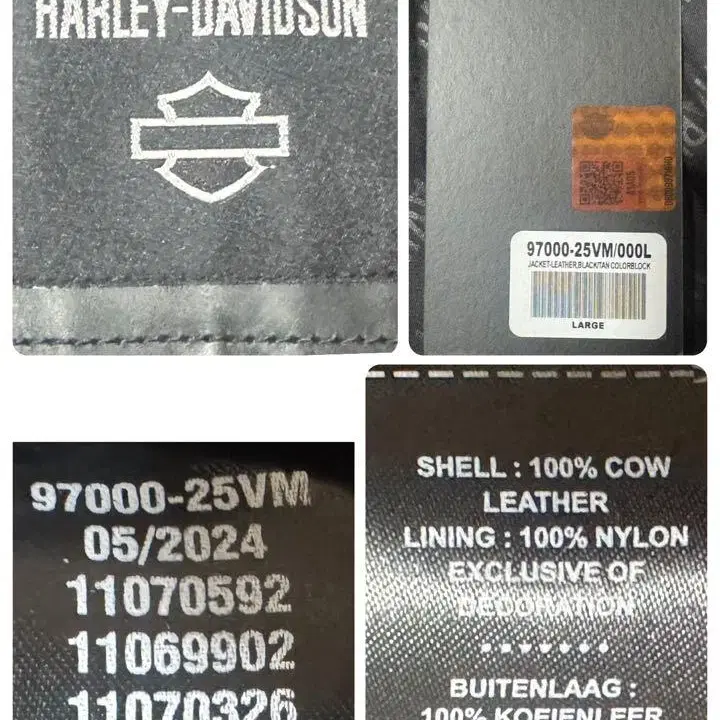 HARLEY-DAVIDSON
97000-25VM/000L
JACKET-LEATHER,BLACK/TAN COLORBLOCK
LARGE
97000-25VM
05/2024
11070592
11069902
11070326
SHELL : 100% COW
LEATHER
LINING : 100% NYLON
EXCLUSIVE OF
DECORATION
BUITENLAAG :
100% KOEIENLEER